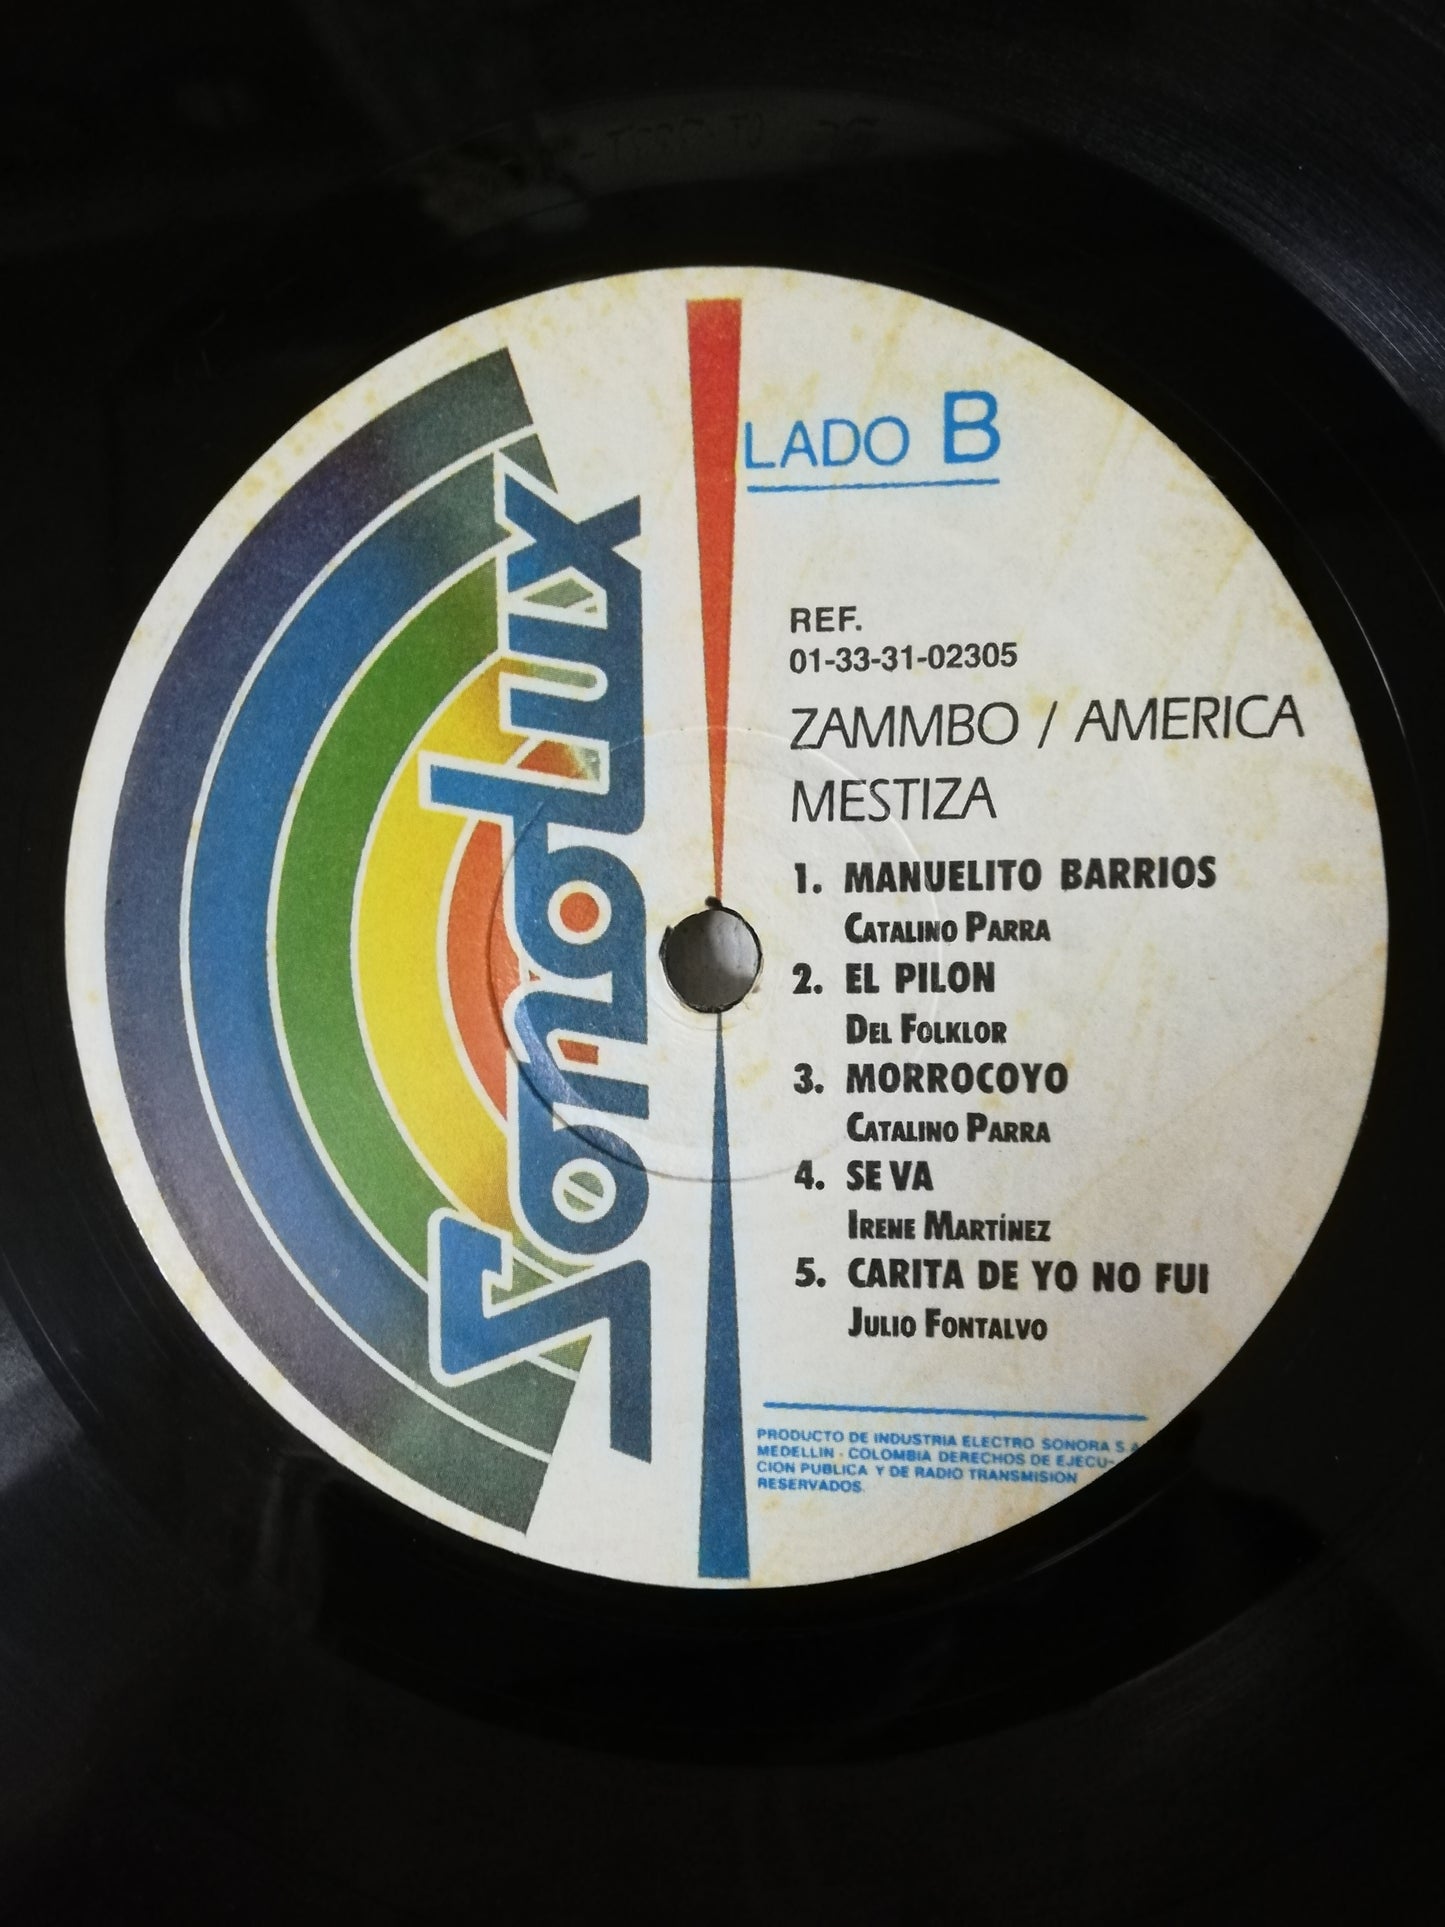 Sonolux
LADO B
REF.
01-33-31-02305
ZAMMBO / AMERICA
MESTIZA
1. MANUELITO BARRIOS
CATALINO PARRA
2. EL PILON
DEL FOLKLOR
3. MORROCOYO
CATALINO PARRA
4. SE VA
IRENE MARTÍNEZ
5. CARITA DE YO NO FUI
JULIO FONTALVO
PRODUCTO DE INDUSTRIA ELECTRO SONORA S.A.
MEDELLIN - COLOMBIA DERECHOS DE EJECU-
CION PUBLICA Y DE RADIO TRANSMISION
RESERVADOS.